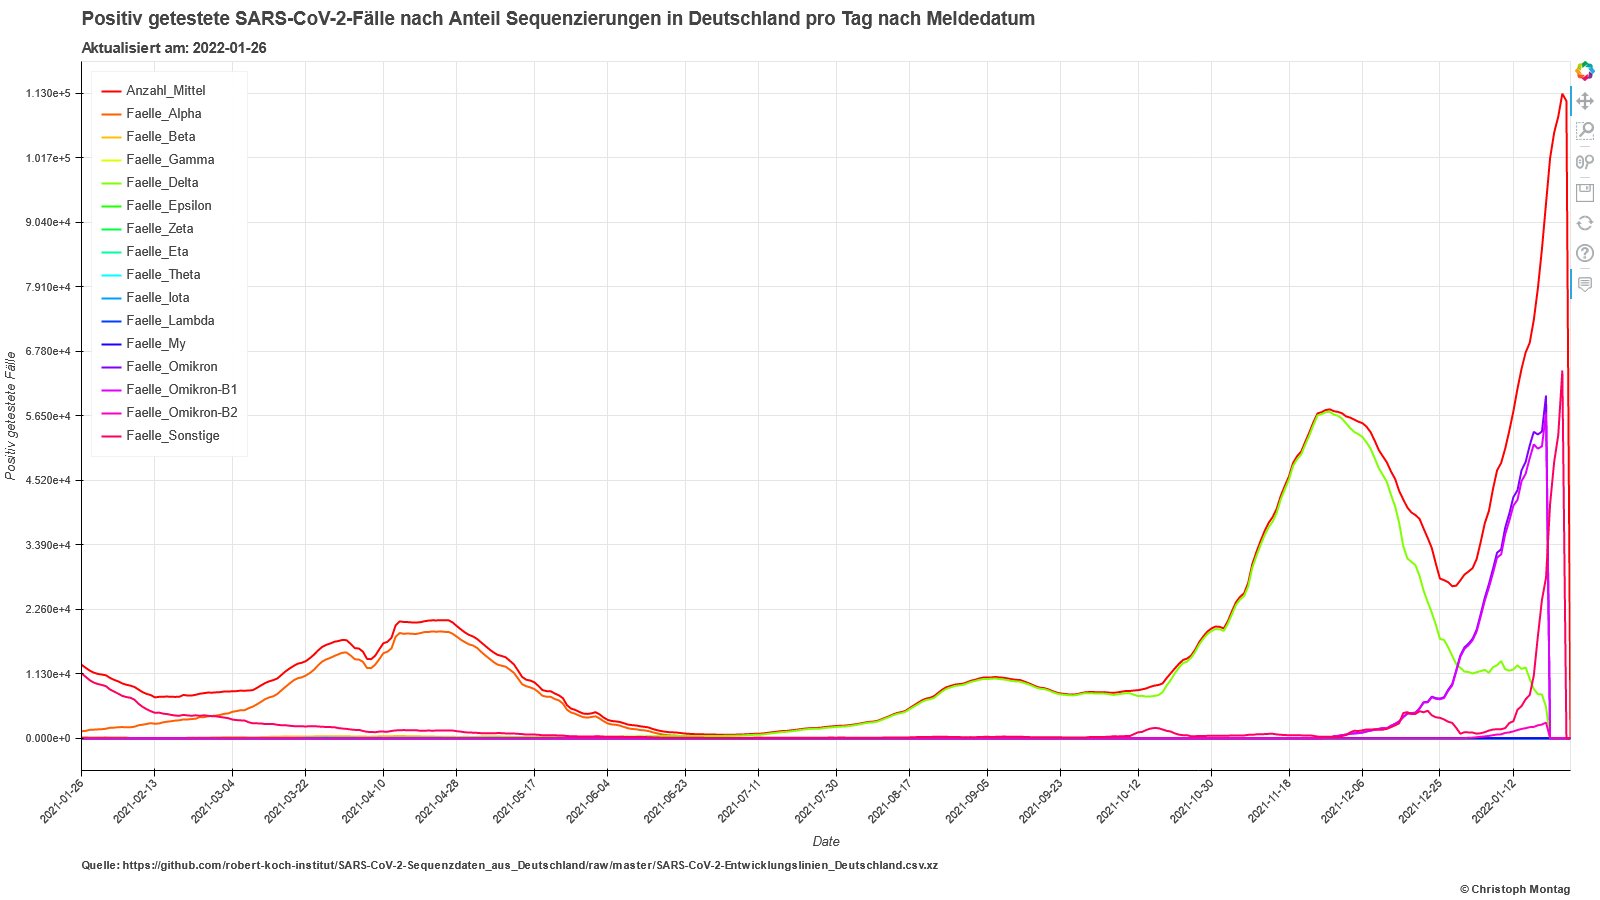 Positiv getestete SARS-CoV-2-Fälle nach Anteil Sequenzierungen in Deutschland pro Tag nach Meldedatum
Aktualisiert am: 2022-01-26
Anzahl_Mittel
Faelle_Alpha
Faelle_Beta
Faelle_Gamma
Faelle_Delta
Faelle_Epsilon
Faelle_Zeta
Faelle_Eta
Faelle_Theta
Faelle_Iota
Faelle_Lambda
Faelle_My
Faelle_Omikron
Faelle_Omikron-B1
Faelle_Omikron-B2
Faelle_Sonstige
Positiv getestete Fälle
1.130e+5
1.017e+5
9.040e+4
7.910e+4
6.780e+4
5.650e+4
4.520e+4
3.390e+4
2.260e+4
1.130e+4
0.000e+0
2021-01-26
2021-02-13
2021-03-04
2021-03-22
2021-04-10
2021-04-28
2021-05-17
2021-06-04
2021-06-23
2021-07-11
2021-07-30
2021-08-17
2021-09-05
2021-09-23
2021-10-12
2021-10-30
2021-11-18
2021-12-06
2021-12-25
2022-01-12
Date
Quelle: https://github.com/robert-koch-institut/SARS-CoV-2-Sequenzdaten_aus_Deutschland/raw/master/SARS-CoV-2-Entwicklungslinien_Deutschland.csv.xz
© Christoph Montag